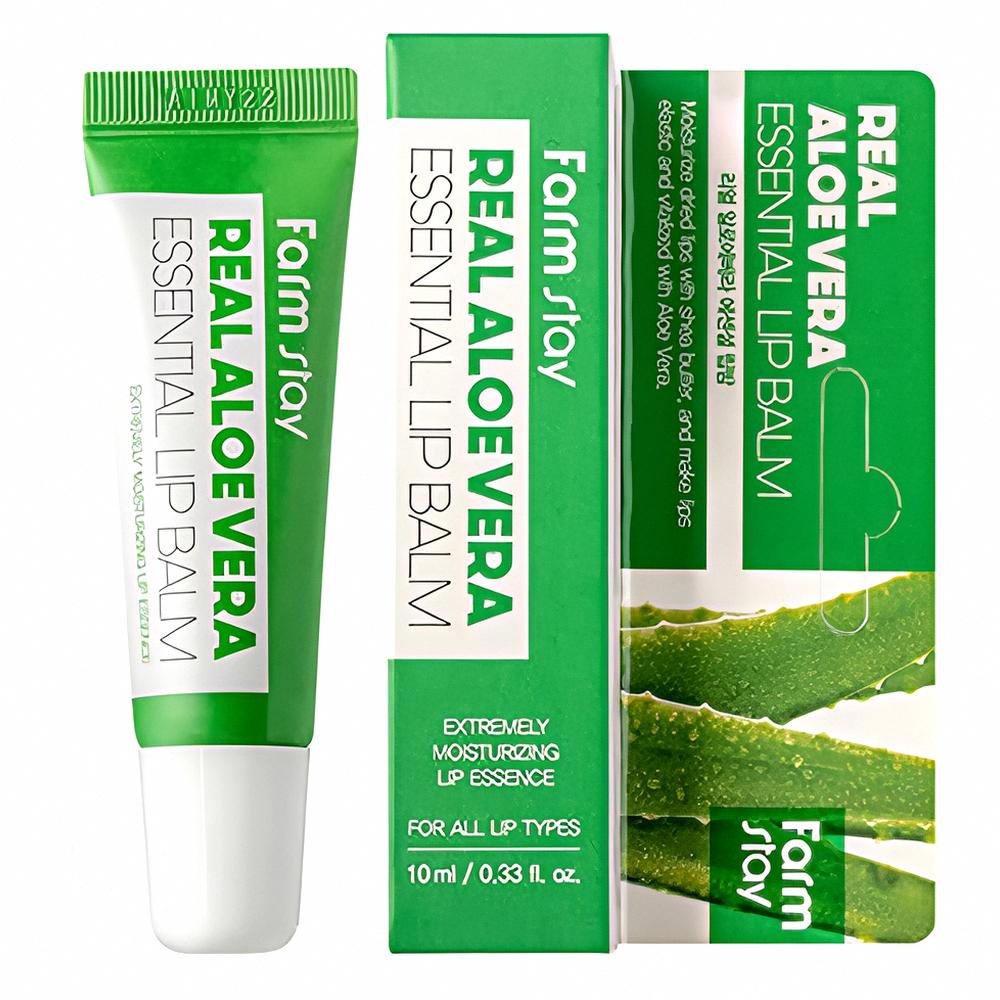 Farm stay
REAL ALOE VERA
ESSENTIAL LIP BALM
Farm stay
REAL ALOE VERA
ESSENTIAL LIP BALM
EXTREMELY
MOISTURIZING
LIP ESSENCE
FOR ALL LIP TYPES
10 ml / 0.33 fl. oz.
REAL
ALOE VERA
ESSENTIAL LIP BALM
Moisturize dried lips with shea butter, and make lips
elastic and vitalized with Aloe Vera.
Farm
stay